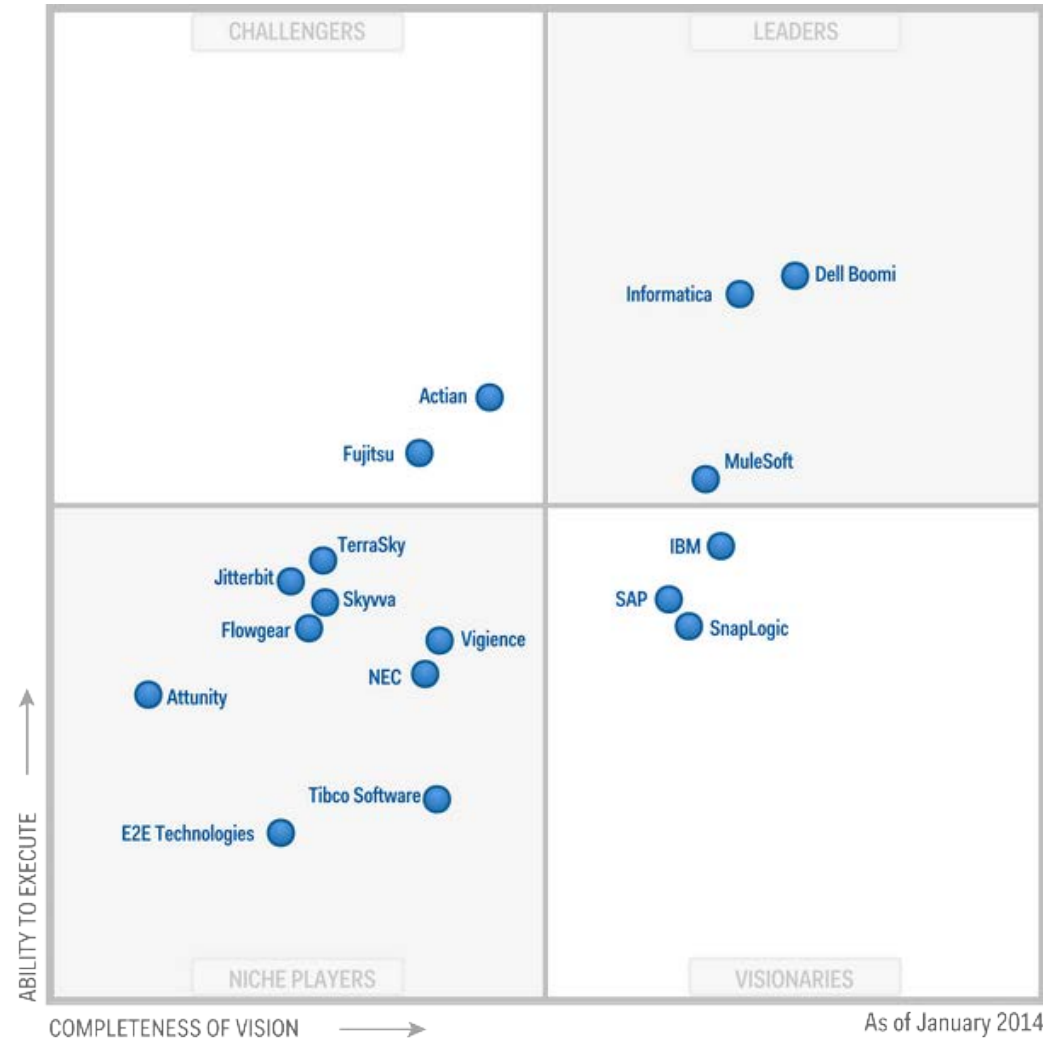 CHALLENGERS
LEADERS
Dell Boomi
Informatica
Actian
Fujitsu
MuleSoft
TerraSky
IBM
Jitterbit
Skyvva
SAP
Flowgear
SnapLogic
Vigience
NEC
Attunity
Tibco Software
E2E Technologies
ABILITY TO EXECUTE
NICHE PLAYERS
VISIONARIES
COMPLETENESS OF VISION
As of January 2014